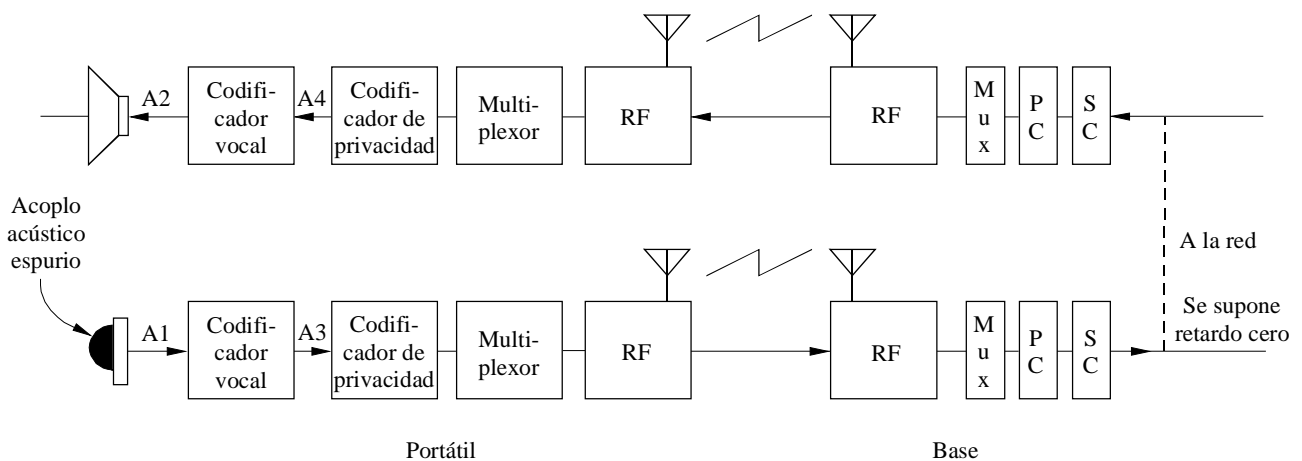 A2
Codifi-
cador
vocal
A4
Codifi-
cador de
privacidad
Multi-
plexor
RF
RF
M
u
x
P
C
S
C
Acoplo
acústico
espurio
A la red
Se supone
retardo cero
A1
Codifi-
cador
vocal
A3
Codifi-
cador de
privacidad
Multi-
plexor
RF
RF
M
u
x
P
C
S
C
Portátil
Base